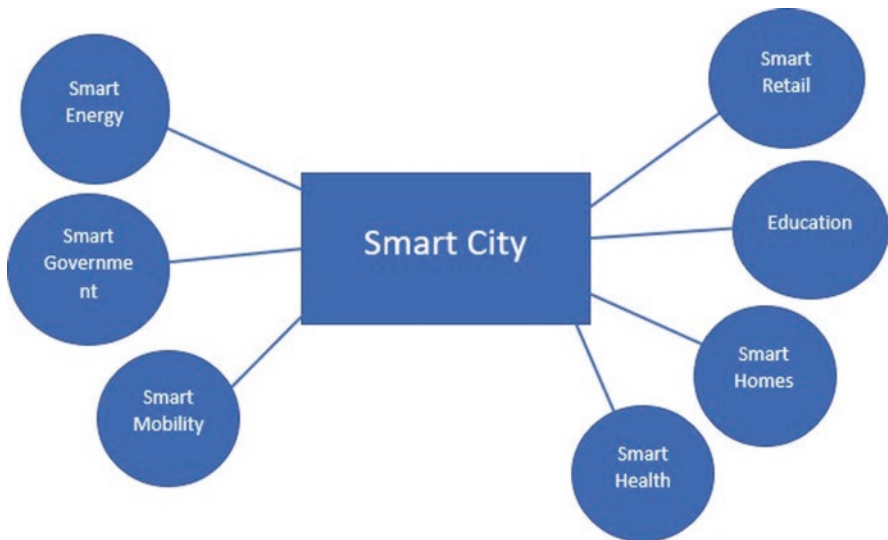 Smart
Energy
Smart
Governme
nt
Smart
Mobility
Smart City
Smart
Retail
Education
Smart
Homes
Smart
Health